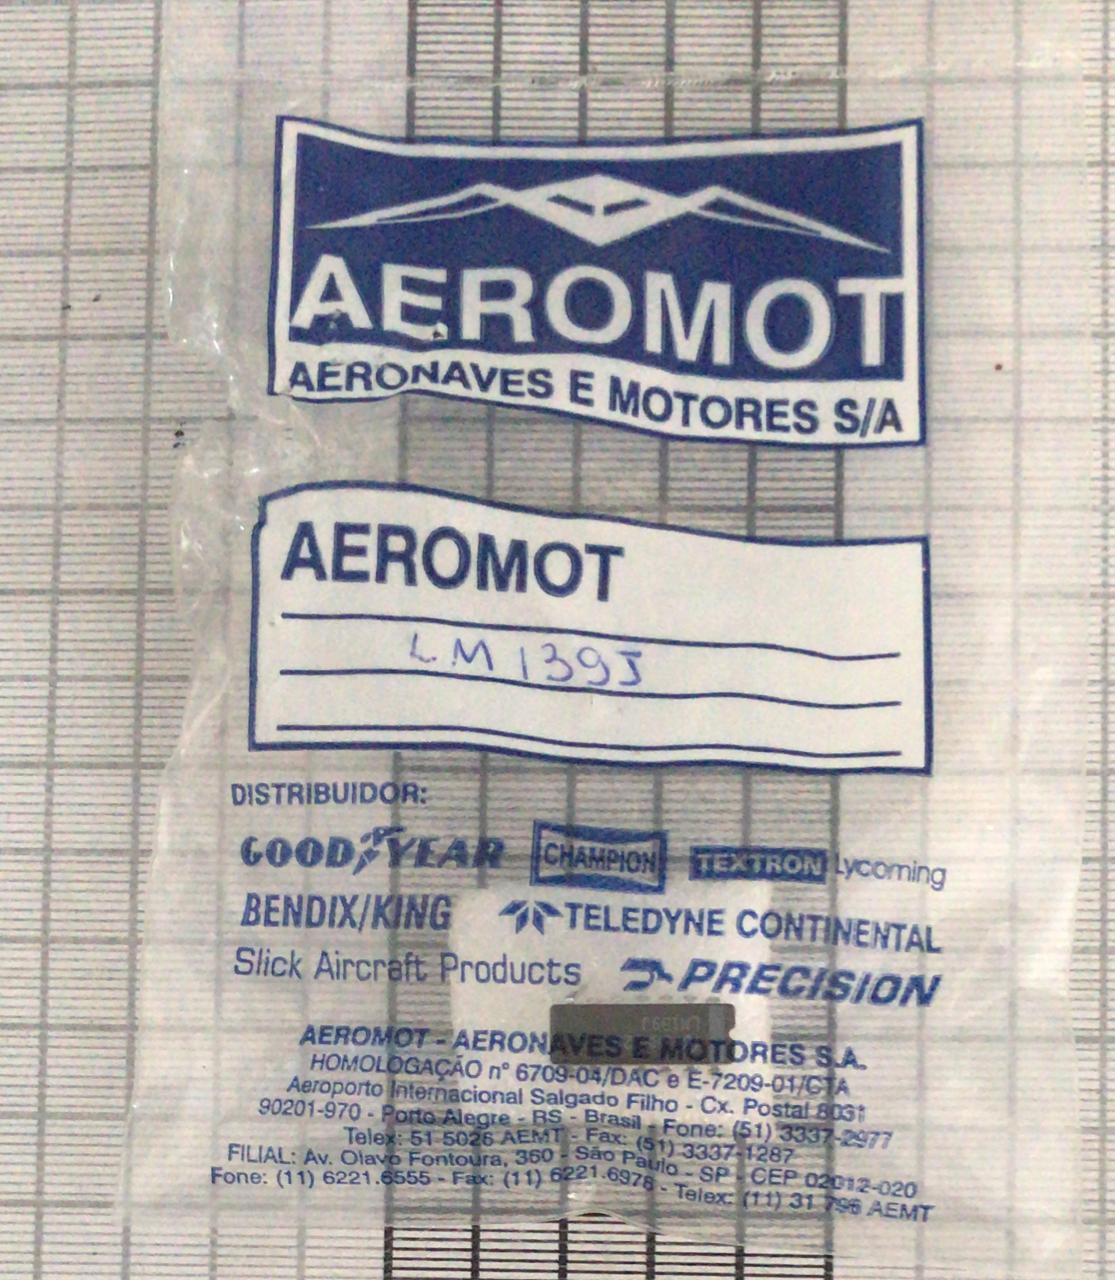 AEROMOT
AERONAVES E MOTORES S/A
AEROMOT
LM139J
DISTRIBUIDOR:
GOODYEAR CHAMPION TEXTRON Lycoming
BENDIX/KING TELEDYNE CONTINENTAL
Slick Aircraft Products PRECISION
LM139J
AEROMOT - AERONAVES E MOTORES S.A.
HOMOLOGAÇÃO nº 6709-04/DAC e E-7209-01/CTA
Aeroporto Internacional Salgado Filho - Cx. Postal 8031
90201-970 - Porto Alegre - RS - Brasil - Fone: (51) 3337-2977
Telex: 51 5026 AEMT - Fax: (51) 3337-1287
FILIAL: Av. Olavo Fontoura, 360 - São Paulo - SP - CEP 02012-020
Fone: (11) 6221.6555 - Fax: (11) 6221.6976 - Telex: (11) 31 796 AEMT